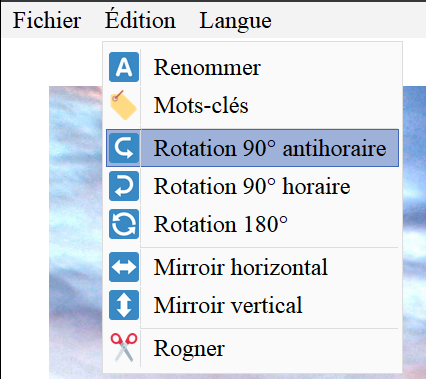 Fichier Édition Langue
Renommer
Mots-clés
Rotation 90° antihoraire
Rotation 90° horaire
Rotation 180°
Mirroir horizontal
Mirroir vertical
Rogner